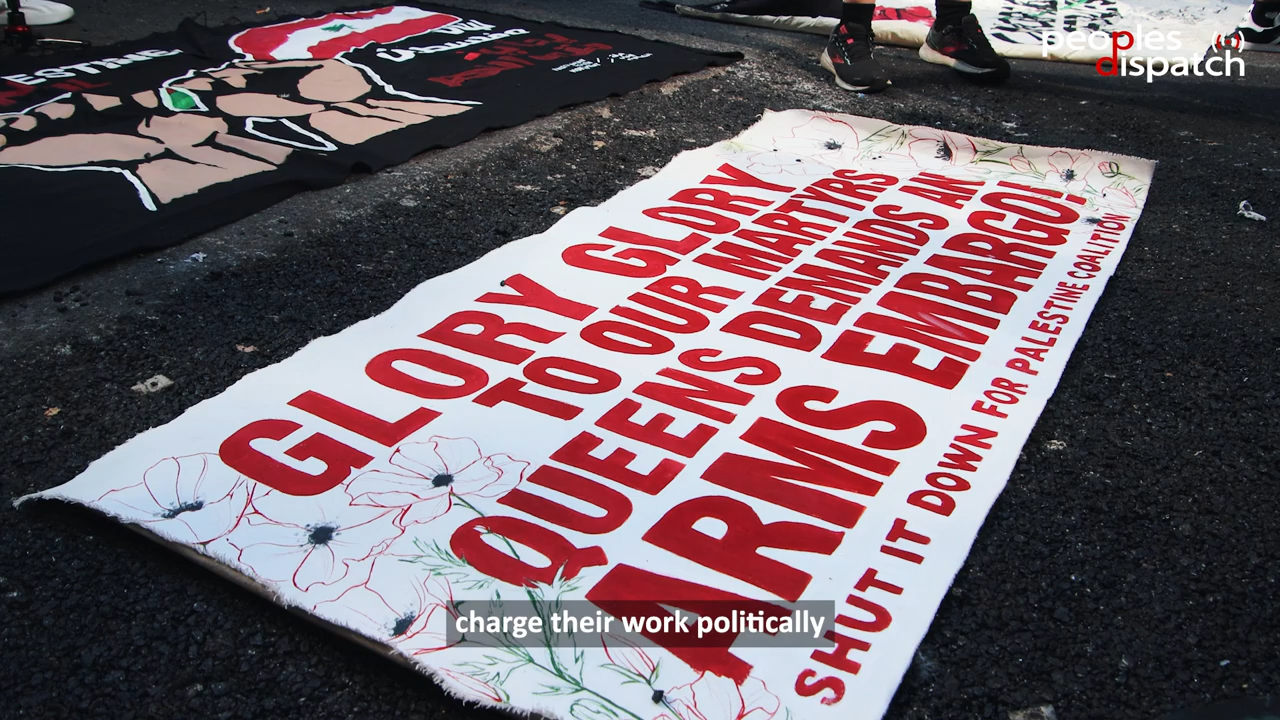 peoples
dispatch
ESTINE
GLORY GLORY
TO OUR MARTYRS
QUEENS DEMANDS AN
ARMS EMBARGO!
SHUT IT DOWN FOR PALESTINE COALITION
charge their work politically